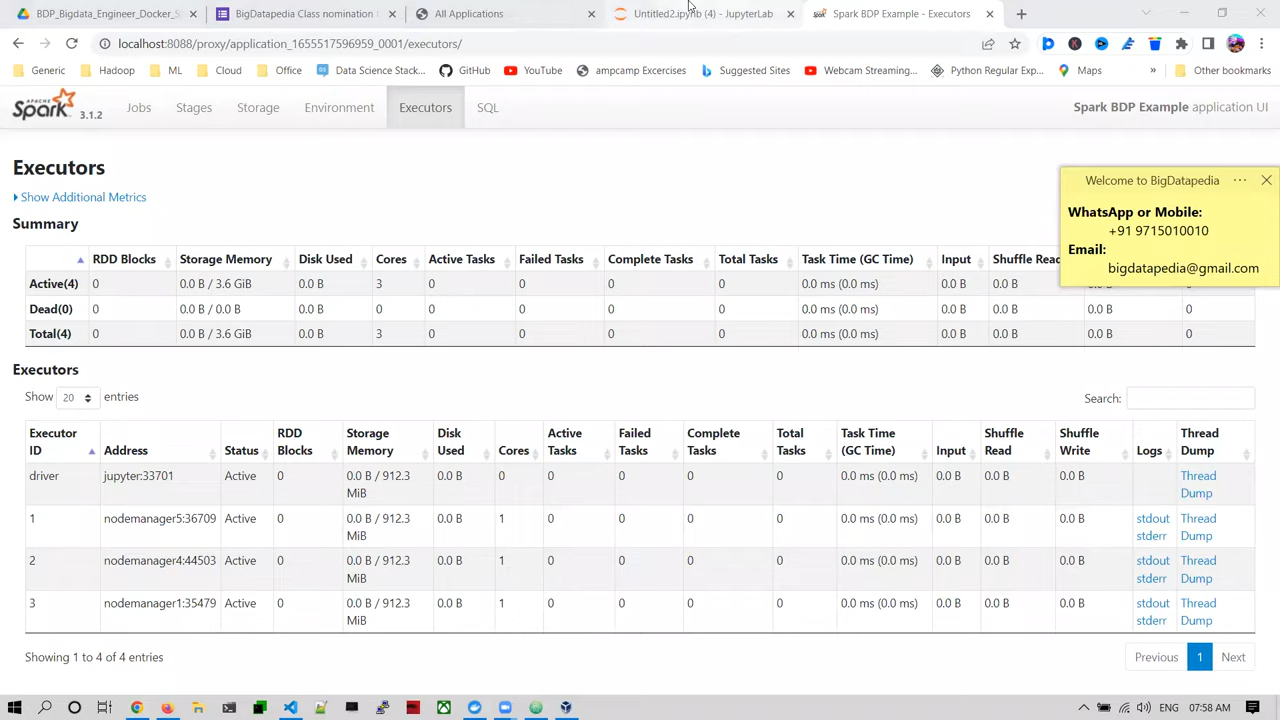 BDP_Bigdata_Engineer_Docker_S
BigDatapedia Class nomination
All Applications
Untitled2.ipynb (4) - JupyterLab
Spark BDP Example - Executors
localhost:8088/proxy/application_1655517596959_0001/executors/
Generic Hadoop ML Cloud Office Data Science Stack... GitHub YouTube ampcamp Excercises Suggested Sites Webcam Streaming... Python Regular Exp... Maps » Other bookmarks
APACHE
Spark 3.1.2 Jobs Stages Storage Environment Executors SQL Spark BDP Example application UI
Executors
Show Additional Metrics
Welcome to BigDatapedia ···
WhatsApp or Mobile:
+91 9715010010
Email:
bigdatapedia@gmail.com
Summary
RDD Blocks Storage Memory Disk Used Cores Active Tasks Failed Tasks Complete Tasks Total Tasks Task Time (GC Time) Input Shuffle Read
Active(4) 0 0.0 B / 3.6 GiB 0.0 B 3 0 0 0 0 0.0 ms (0.0 ms) 0.0 B 0.0 B 0.0 B 0
Dead(0) 0 0.0 B / 0.0 B 0.0 B 0 0 0 0 0 0.0 ms (0.0 ms) 0.0 B 0.0 B 0.0 B 0
Total(4) 0 0.0 B / 3.6 GiB 0.0 B 3 0 0 0 0 0.0 ms (0.0 ms) 0.0 B 0.0 B 0.0 B 0
Executors
Show 20 entries Search:
Executor ID Address Status RDD Blocks Storage Memory Disk Used Cores Active Tasks Failed Tasks Complete Tasks Total Tasks Task Time (GC Time) Input Shuffle Read Shuffle Write Logs Thread Dump
driver jupyter:33701 Active 0 0.0 B / 912.3 MiB 0.0 B 0 0 0 0 0 0.0 ms (0.0 ms) 0.0 B 0.0 B 0.0 B Thread Dump
1 nodemanager5:36709 Active 0 0.0 B / 912.3 MiB 0.0 B 1 0 0 0 0 0.0 ms (0.0 ms) 0.0 B 0.0 B 0.0 B stdout stderr Thread Dump
2 nodemanager4:44503 Active 0 0.0 B / 912.3 MiB 0.0 B 1 0 0 0 0 0.0 ms (0.0 ms) 0.0 B 0.0 B 0.0 B stdout stderr Thread Dump
3 nodemanager1:35479 Active 0 0.0 B / 912.3 MiB 0.0 B 1 0 0 0 0 0.0 ms (0.0 ms) 0.0 B 0.0 B 0.0 B stdout stderr Thread Dump
Showing 1 to 4 of 4 entries Previous 1 Next
ENG 07:58 AM